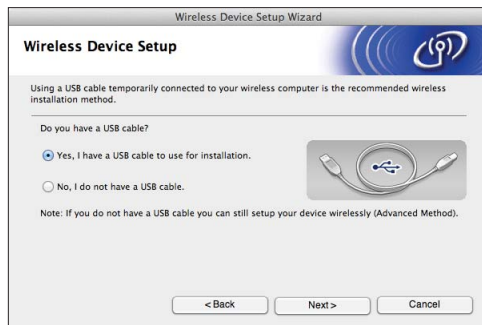 Wireless Device Setup Wizard
Wireless Device Setup
Using a USB cable temporarily connected to your wireless computer is the recommended wireless
installation method.
Do you have a USB cable?
Yes, I have a USB cable to use for installation.
No, I do not have a USB cable.
Note: If you do not have a USB cable you can still setup your device wirelessly (Advanced Method).
< Back Next > Cancel